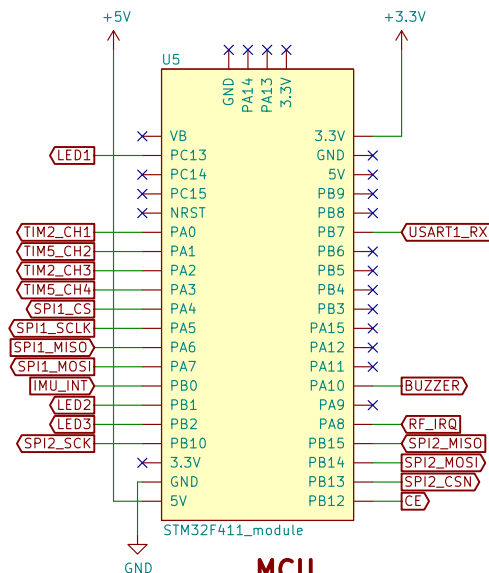 +5V
+3.3V
U5
GND
PA14
PA13
3.3V
VB
3.3V
LED1
PC13
GND
PC14
5V
PC15
PB9
NRST
PB8
TIM2_CH1
PA0
PB7
USART1_RX
TIM5_CH2
PA1
PB6
TIM2_CH3
PA2
PB5
TIM5_CH4
PA3
PB4
SPI1_CS
PA4
PB3
SPI1_SCLK
PA5
PA15
SPI1_MISO
PA6
PA12
SPI1_MOSI
PA7
PA11
IMU_INT
PB0
PA10
BUZZER
LED2
PB1
PA9
LED3
PB2
PA8
RF_IRQ
SPI2_SCK
PB10
PB15
SPI2_MISO
3.3V
PB14
SPI2_MOSI
GND
PB13
SPI2_CSN
5V
PB12
CE
STM32F411_module
GND
MCU